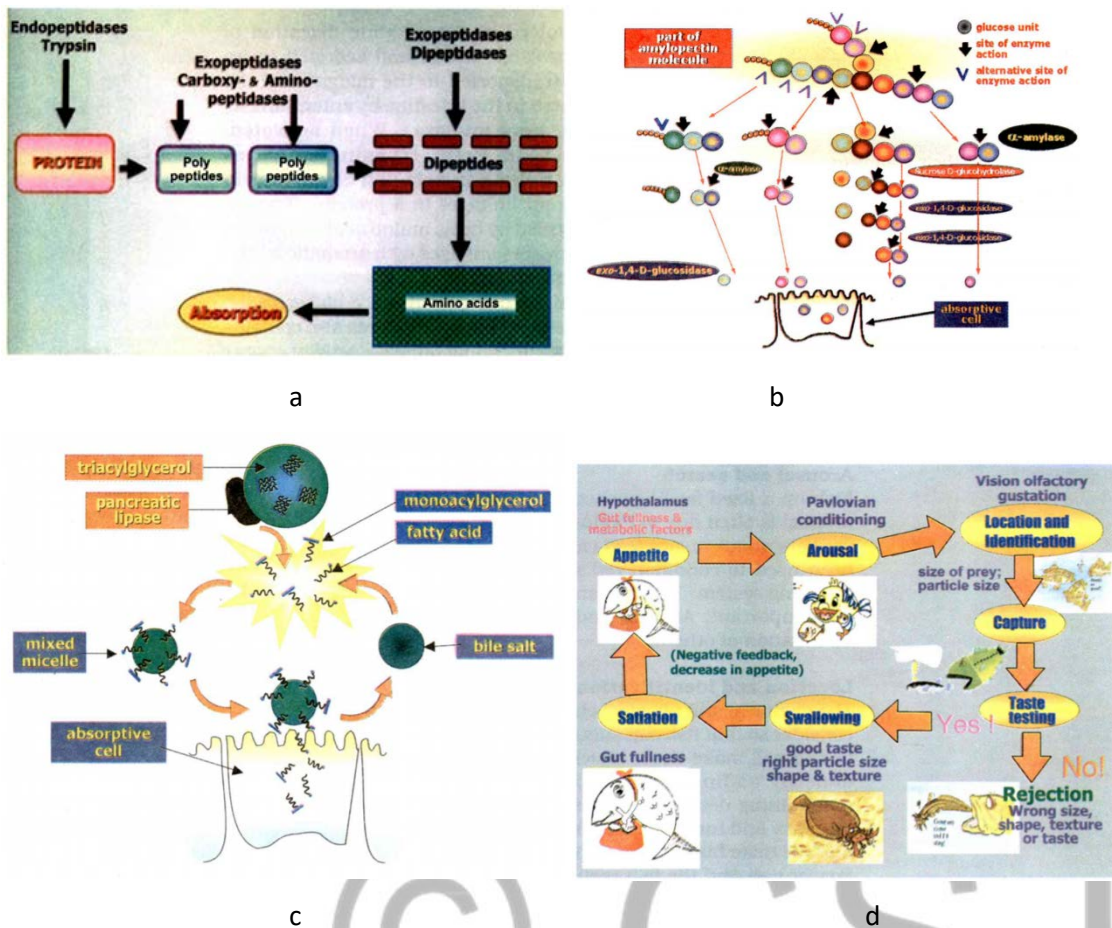 Endopeptidases
Trypsin
Exopeptidases
Carboxy- & Amino-
peptidases
Exopeptidases
Dipeptidases
PROTEIN
Poly
peptides
Poly
peptides
Dipeptides
Amino acids
Absorption
a
part of
amylopectin
molecule
glucose unit
site of enzyme
action
alternative site of
enzyme action
α-amylase
α-amylase
Sucrose D-glucohydrolase
exo-1,4-D-glucosidase
exo-1,4-D-glucosidase
exo-1,4-D-glucosidase
absorptive
cell
b
triacylglycerol
pancreatic
lipase
monoacylglycerol
fatty acid
mixed
micelle
bile salt
absorptive
cell
c
Hypothalamus
Gut fullness &
metabolic factors
Appetite
Pavlovian
conditioning
Arousal
Vision olfactory
gustation
Location and
Identification
size of prey;
particle size
Capture
(Negative feedback,
decrease in appetite)
Satiation
Swallowing
Yes !
Taste
testing
Gut fullness
good taste
right particle size
shape & texture
No!
Rejection
Wrong size,
shape, texture
or taste
d